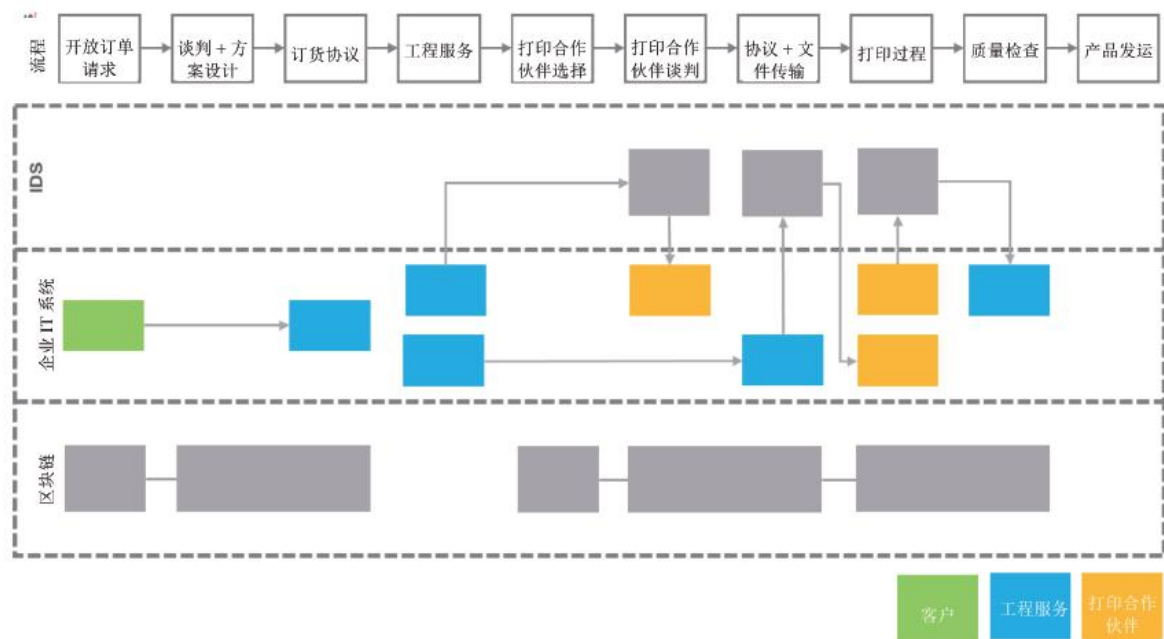 流程
开放订单
请求
谈判 + 方
案设计
订货协议
工程服务
打印合作
伙伴选择
打印合作
伙伴谈判
协议 + 文
件传输
打印过程
质量检查
产品发运
IDS
企业 IT 系统
区块链
客户
工程服务
打印合作
伙伴